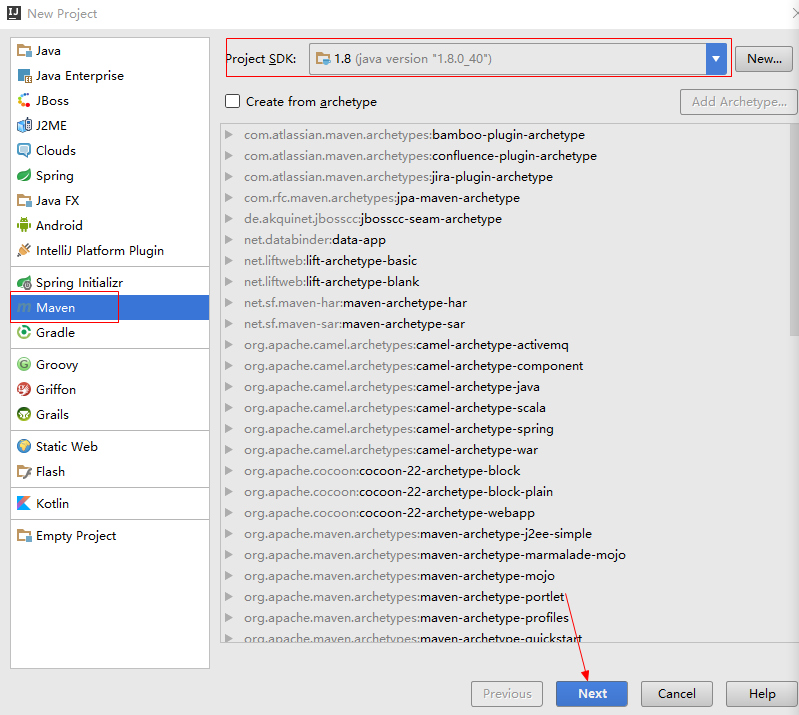 New Project
Java
Java Enterprise
JBoss
J2ME
Clouds
Spring
Java FX
Android
IntelliJ Platform Plugin
Spring Initializr
Maven
Gradle
Groovy
Griffon
Grails
Static Web
Flash
Kotlin
Empty Project
Project SDK: 1.8 (java version "1.8.0_40") New...
Create from archetype Add Archetype...
com.atlassian.maven.archetypes:bamboo-plugin-archetype
com.atlassian.maven.archetypes:confluence-plugin-archetype
com.atlassian.maven.archetypes:jira-plugin-archetype
com.rfc.maven.archetypes:jpa-maven-archetype
de.akquinet.jbosscc:jbosscc-seam-archetype
net.databinder:data-app
net.liftweb:lift-archetype-basic
net.liftweb:lift-archetype-blank
net.sf.maven-har:maven-archetype-har
net.sf.maven-sar:maven-archetype-sar
org.apache.camel.archetypes:camel-archetype-activemq
org.apache.camel.archetypes:camel-archetype-component
org.apache.camel.archetypes:camel-archetype-java
org.apache.camel.archetypes:camel-archetype-scala
org.apache.camel.archetypes:camel-archetype-spring
org.apache.camel.archetypes:camel-archetype-war
org.apache.cocoon:cocoon-22-archetype-block
org.apache.cocoon:cocoon-22-archetype-block-plain
org.apache.cocoon:cocoon-22-archetype-webapp
org.apache.maven.archetypes:maven-archetype-j2ee-simple
org.apache.maven.archetypes:maven-archetype-marmalade-mojo
org.apache.maven.archetypes:maven-archetype-mojo
org.apache.maven.archetypes:maven-archetype-portlet
org.apache.maven.archetypes:maven-archetype-profiles
org.apache.maven.archetypes:maven-archetype-quickstart
Previous Next Cancel Help